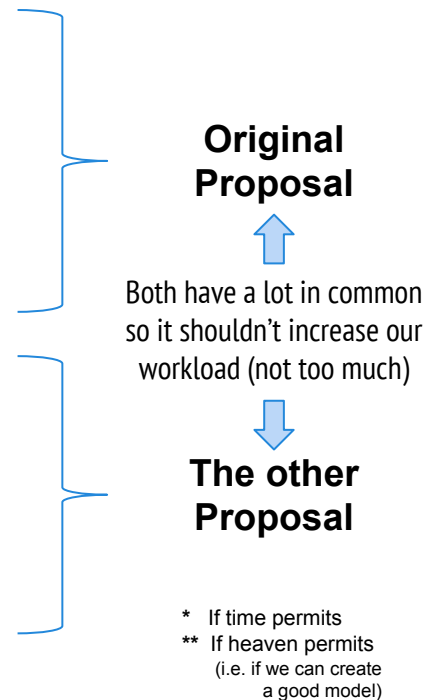 Original
Proposal
Both have a lot in common
so it shouldn't increase our
workload (not too much)
The other
Proposal
* If time permits
** If heaven permits
(i.e. if we can create
a good model)